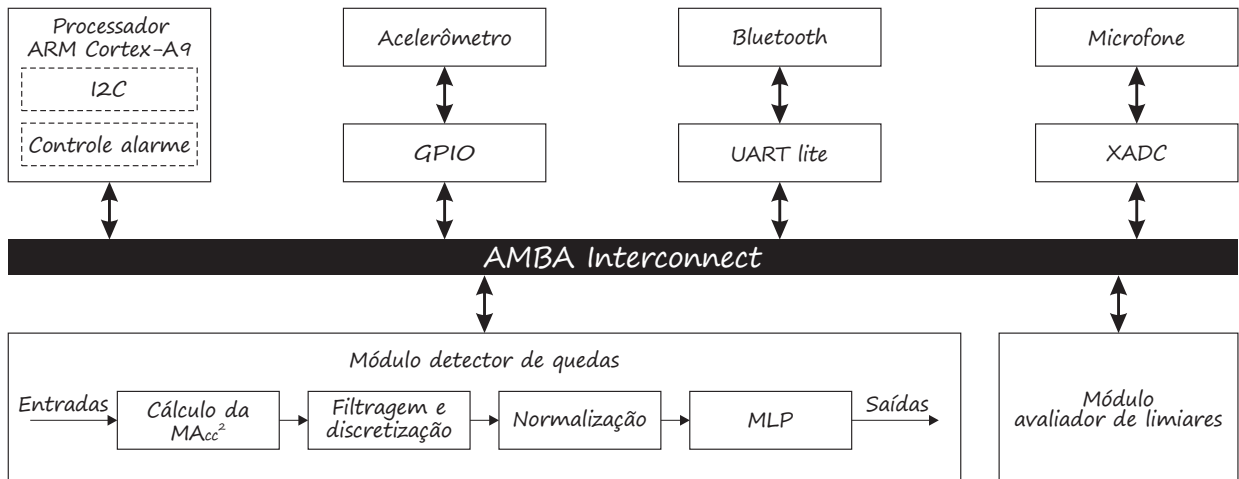 Processador
ARM Cortex-A9
I2C
Controle alarme
Acelerômetro
GPIO
Bluetooth
UART lite
Microfone
XADC
AMBA Interconnect
Módulo detector de quedas
Entradas
Cálculo da
MAcc²
Filtragem e
discretização
Normalização
MLP
Saídas
Módulo
avaliador de limiares